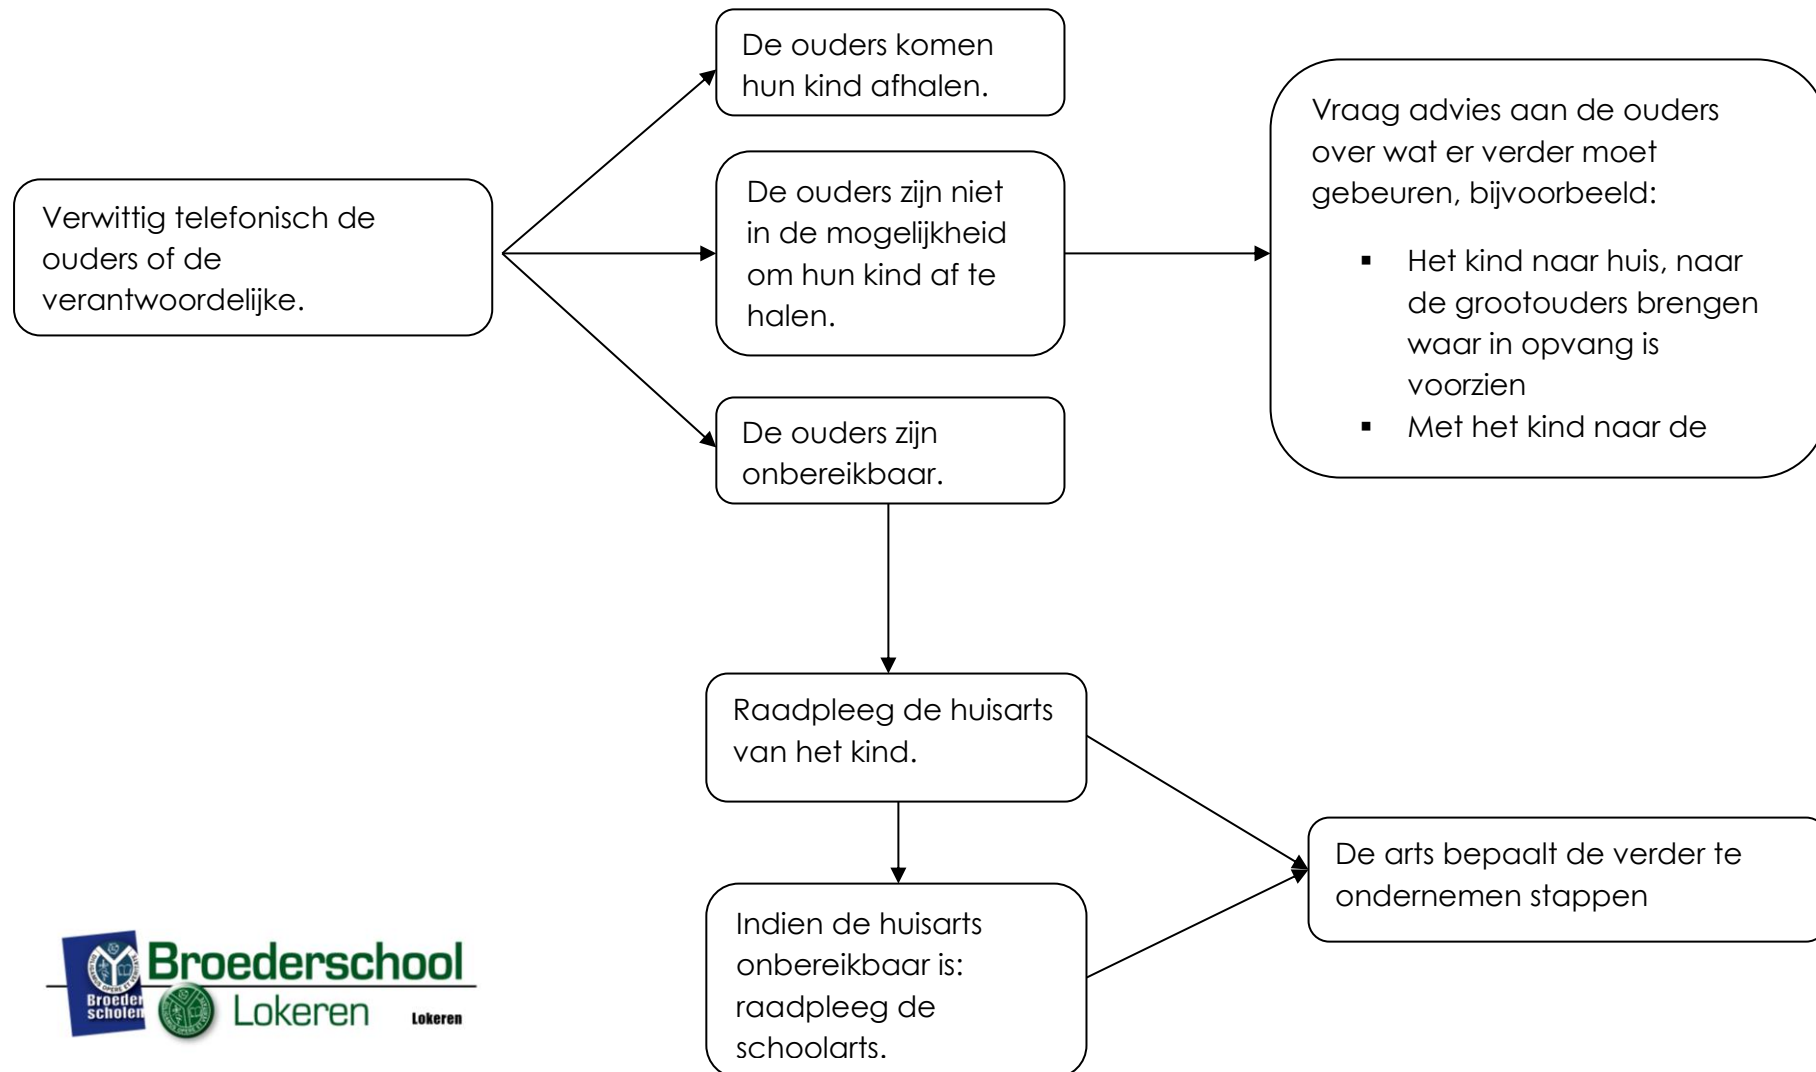 De ouders komen
hun kind afhalen.
Verwittig telefonisch de
ouders of de
verantwoordelijke.
De ouders zijn niet
in de mogelijkheid
om hun kind af te
halen.
Vraag advies aan de ouders
over wat er verder moet
gebeuren, bijvoorbeeld:
▪ Het kind naar huis, naar
de grootouders brengen
waar in opvang is
voorzien
▪ Met het kind naar de
De ouders zijn
onbereikbaar.
Raadpleeg de huisarts
van het kind.
De arts bepaalt de verder te
ondernemen stappen
Indien de huisarts
onbereikbaar is:
raadpleeg de
schoolarts.
Broeder
scholen
Broederschool
Lokeren
Lokeren